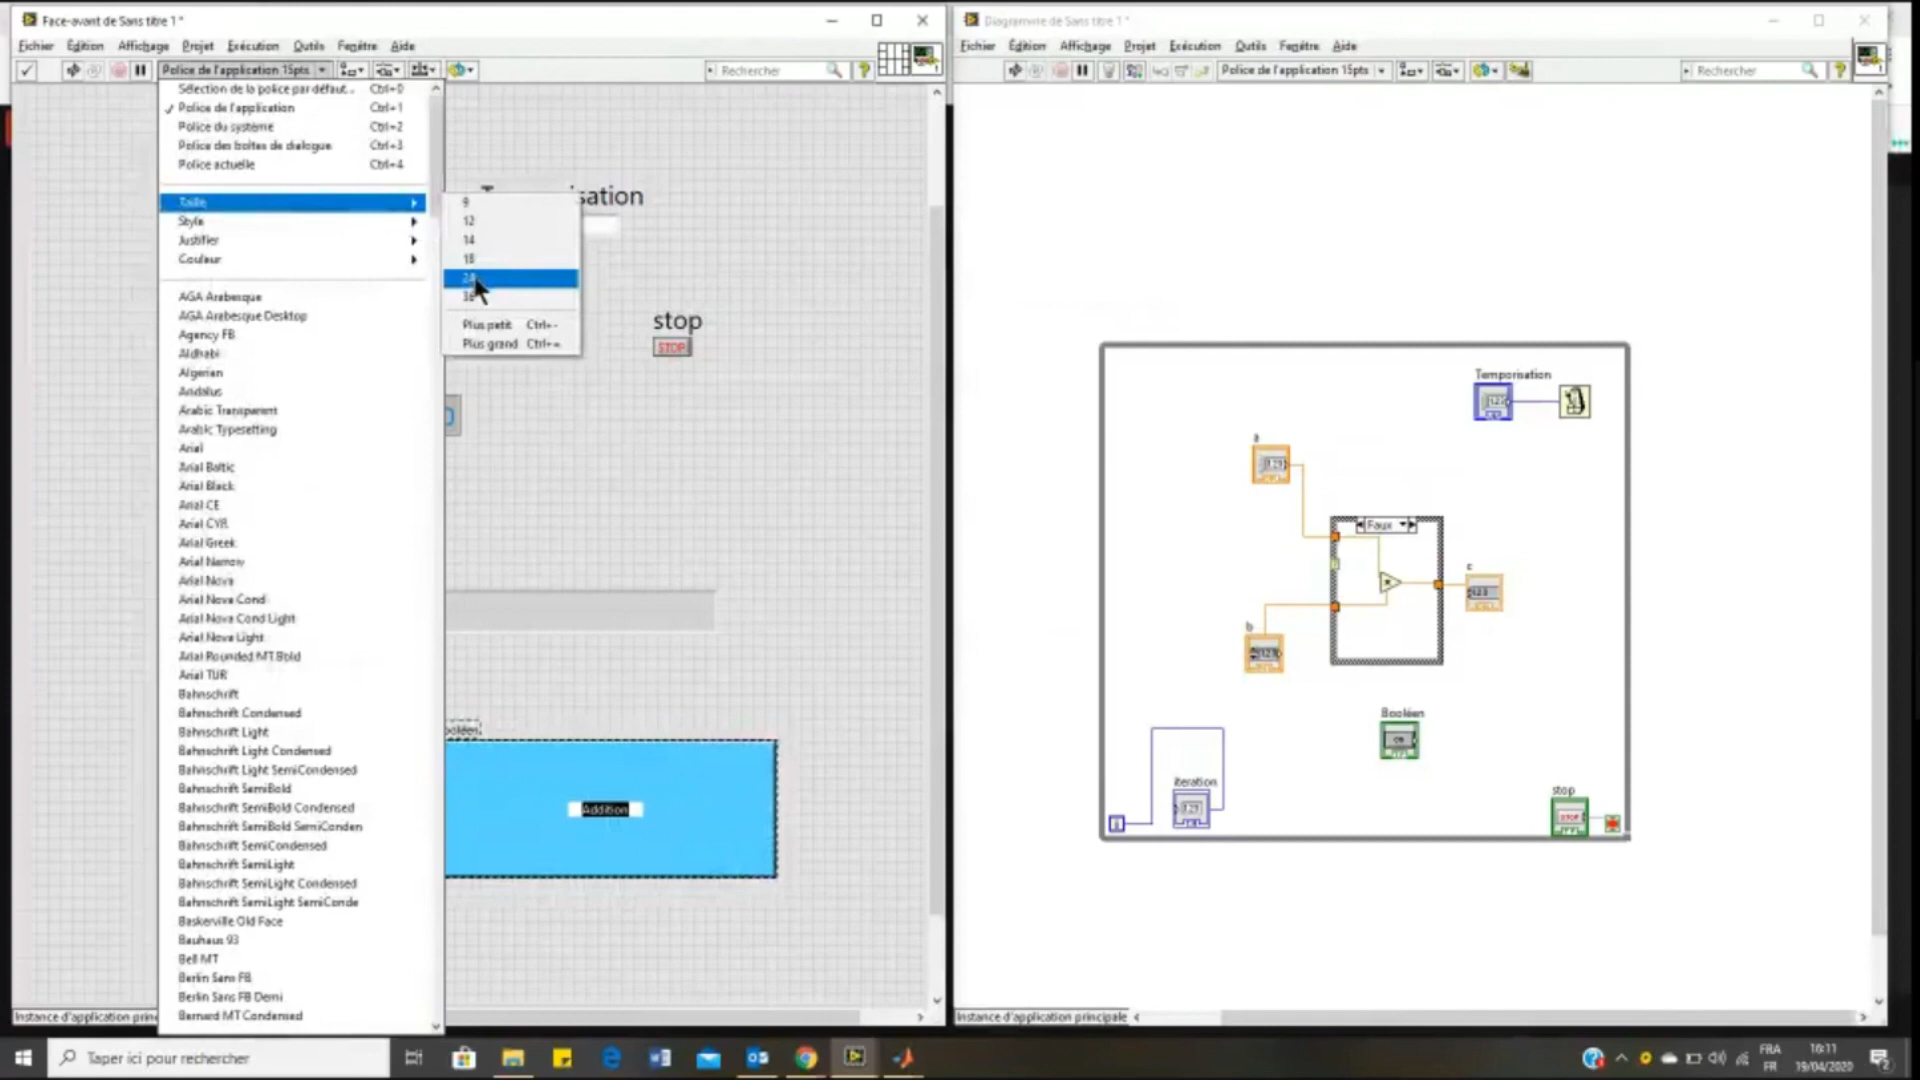 Face-avant de Sans titre 1 *
Fichier Édition Affichage Projet Exécution Outils Fenêtre Aide
Police de l'application 15pts
Rechercher
Sélection de la police par défaut... Ctrl+0
Police de l'application Ctrl+1
Police du système Ctrl+2
Police des boîtes de dialogue Ctrl+3
Police actuelle Ctrl+4
Taille
Style
Justifier
Couleur
AGA Arabesque
AGA Arabesque Desktop
Agency FB
Aldhabi
Algerian
Andalus
Arabic Transparent
Arabic Typesetting
Arial
Arial Baltic
Arial Black
Arial CE
Arial CYR
Arial Greek
Arial Narrow
Arial Nova
Arial Nova Cond
Arial Nova Cond Light
Arial Nova Light
Arial Rounded MT Bold
Arial TUR
Bahnschrift
Bahnschrift Condensed
Bahnschrift Light
Bahnschrift Light Condensed
Bahnschrift Light SemiCondensed
Bahnschrift SemiBold
Bahnschrift SemiBold Condensed
Bahnschrift SemiBold SemiConden
Bahnschrift SemiCondensed
Bahnschrift SemiLight
Bahnschrift SemiLight Condensed
Bahnschrift SemiLight SemiConde
Baskerville Old Face
Bauhaus 93
Bell MT
Berlin Sans FB
Berlin Sans FB Demi
Bernard MT Condensed
9
12
14
18
24
36
Plus petit Ctrl+-
Plus grand Ctrl+=
isation
stop
STOP
ooléen
Addition
Instance d'application prin
Diagramme de Sans titre 1 *
Fichier Édition Affichage Projet Exécution Outils Fenêtre Aide
Police de l'application 15pts
Rechercher
Temporisation
a
Faux
c
b
Booléen
iteration
i
stop
STOP
Instance d'application principale
Taper ici pour rechercher
FRA
FR
16:11
19/04/2020